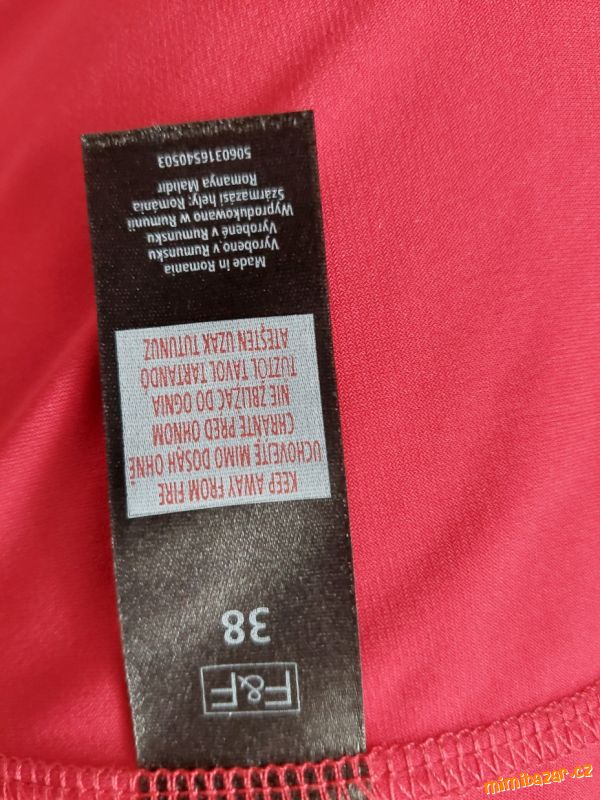 F&F
38
KEEP AWAY FROM FIRE
UCHOVEJTE MIMO DOSAH OHNĚ
CHRÁŇTE PRED OHŇOM
NIE ZBLIŻAĆ DO OGNIA
TŰZTŐL TÁVOL TARTANDÓ
ATEŞTEN UZAK TUTUNUZ
Made in Romania
Vyrobeno v Rumunsku
Vyrobené v Rumunsku
Wyprodukowano w Rumunii
Származási hely: Románia
Romanya Malıdır
5060316540503
mimibazar.cz